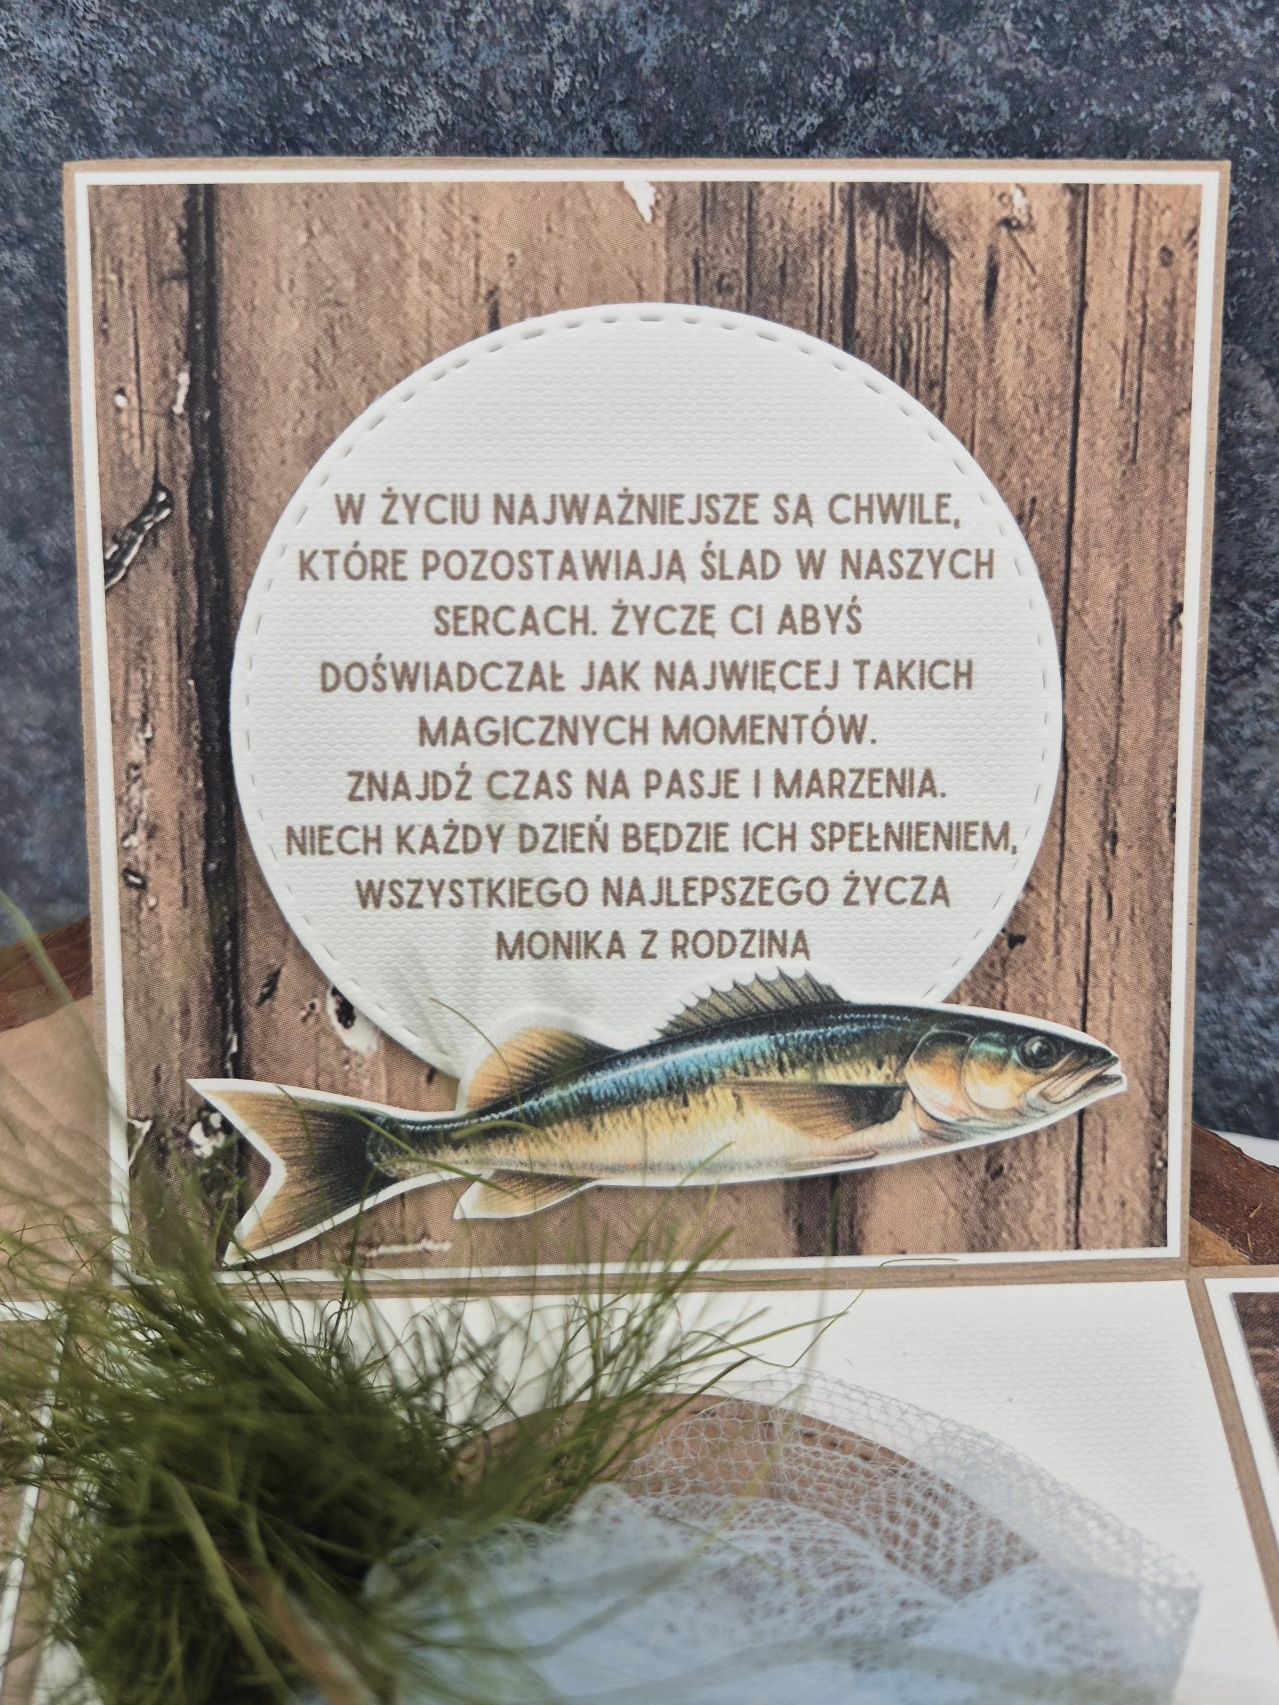 W ŻYCIU NAJWAŻNIEJSZE SĄ CHWILE,
KTÓRE POZOSTAWIAJĄ ŚLAD W NASZYCH
SERCACH. ŻYCZĘ CI ABYŚ
DOŚWIADCZAŁ JAK NAJWIĘCEJ TAKICH
MAGICZNYCH MOMENTÓW.
ZNAJDŹ CZAS NA PASJE I MARZENIA.
NIECH KAŻDY DZIEŃ BĘDZIE ICH SPEŁNIENIEM,
WSZYSTKIEGO NAJLEPSZEGO ŻYCZĄ
MONIKA Z RODZINĄ